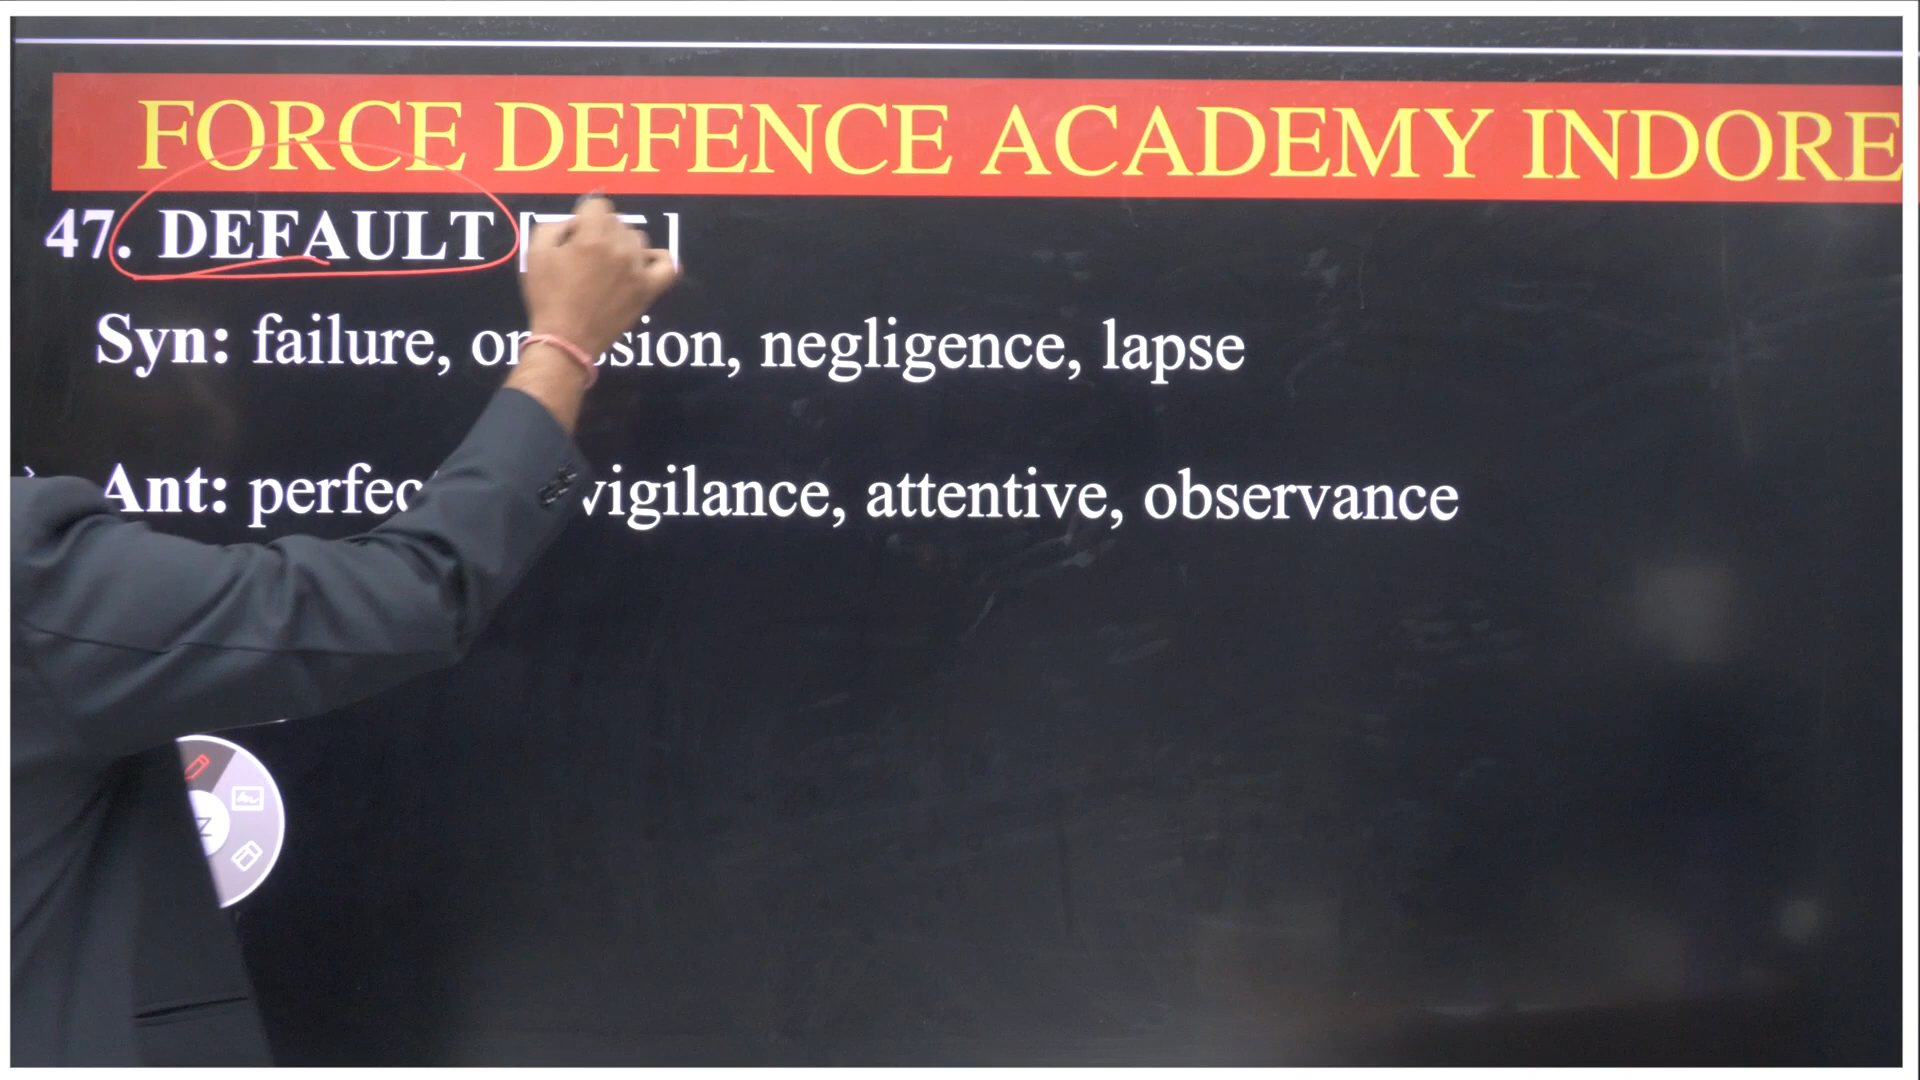 FORCE DEFENCE ACADEMY INDORE
47. DEFAULT [ ]
Syn: failure, negligence, lapse
Ant: vigilance, attentive, observance